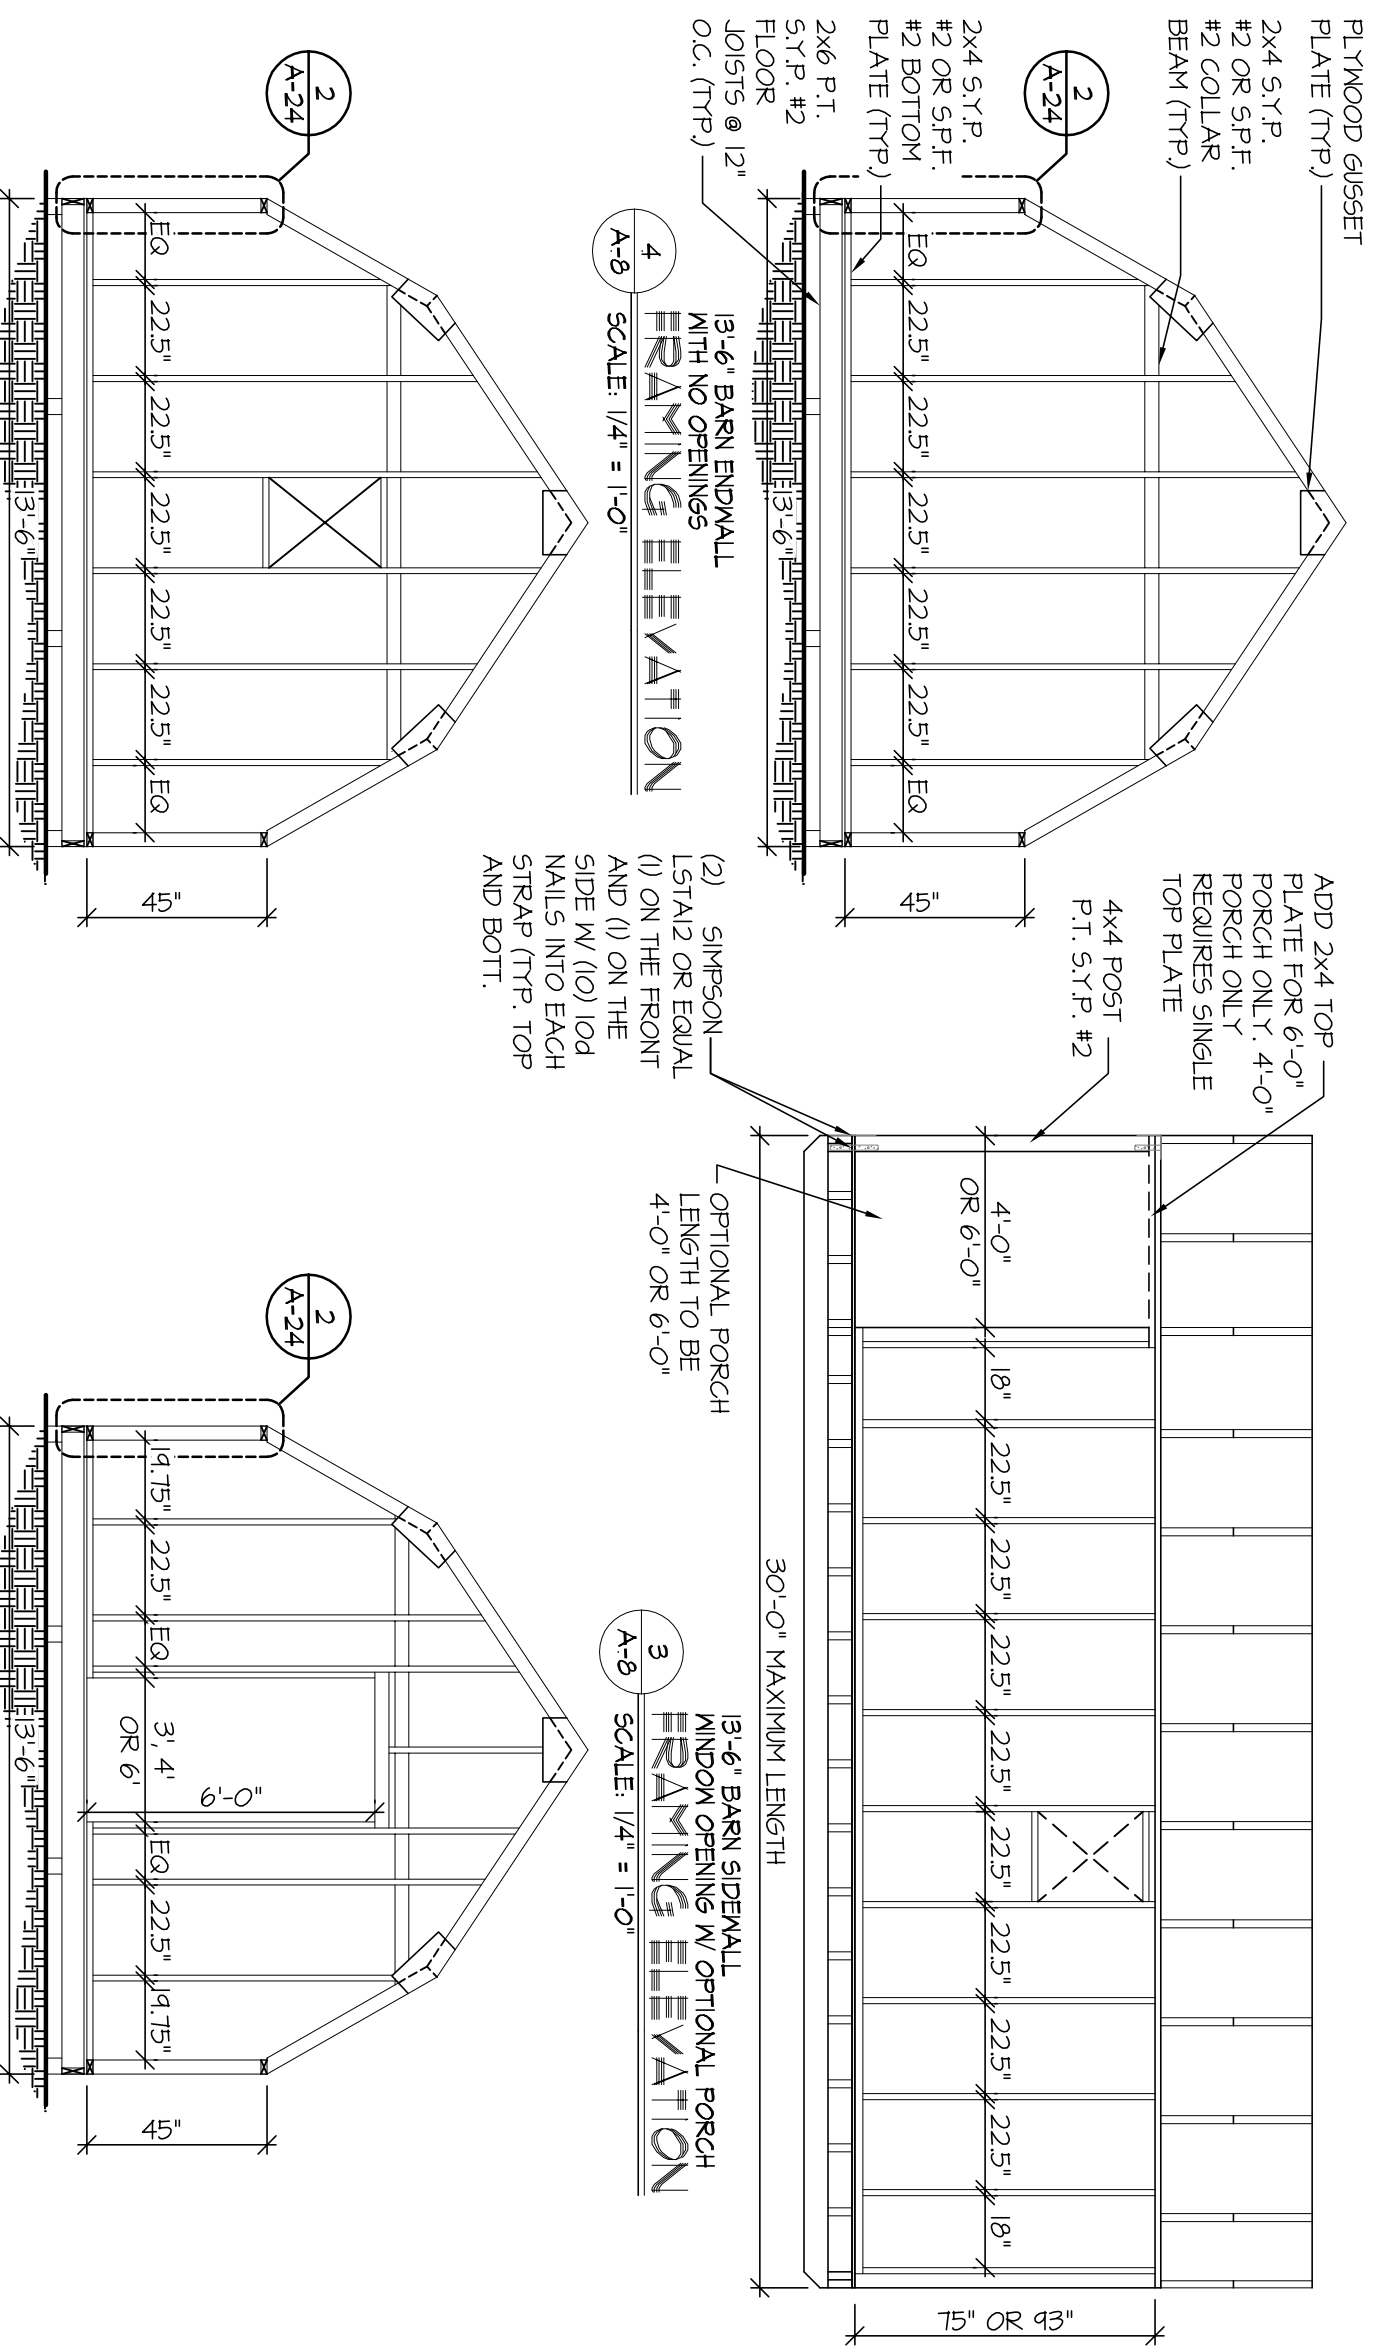 PLYWOOD GUSSET
PLATE (TYP.)
2x4 S.Y.P.
#2 OR S.P.F.
#2 COLLAR
BEAM (TYP.)
2
A-24
2x4 S.Y.P.
#2 OR S.P.F.
#2 BOTTOM
PLATE (TYP.)
2x6 P.T.
S.Y.P. #2
FLOOR
JOISTS @ 12"
O.C. (TYP.)
EQ
22.5"
22.5"
22.5"
22.5"
22.5"
EQ
13'-6"
45"
4
A-8
13'-6" BARN ENDWALL
WITH NO OPENINGS
FRAMING ELEVATION
SCALE: 1/4" = 1'-0"
ADD 2x4 TOP
PLATE FOR 6'-0"
PORCH ONLY. 4'-0"
PORCH ONLY
REQUIRES SINGLE
TOP PLATE
4x4 POST
P.T. S.Y.P. #2
(2) SIMPSON
LSTA12 OR EQUAL
(1) ON THE FRONT
AND (1) ON THE
SIDE W/ (10) 10d
NAILS INTO EACH
STRAP (TYP. TOP
AND BOTT.
4'-0"
OR 6'-0"
18"
22.5"
22.5"
22.5"
22.5"
22.5"
22.5"
22.5"
22.5"
18"
75" OR 93"
OPTIONAL PORCH
LENGTH TO BE
4'-0" OR 6'-0"
30'-0" MAXIMUM LENGTH
3
A-8
13'-6" BARN SIDEWALL
WINDOW OPENING W/ OPTIONAL PORCH
FRAMING ELEVATION
SCALE: 1/4" = 1'-0"
2
A-24
EQ
22.5"
22.5"
22.5"
22.5"
22.5"
EQ
13'-6"
45"
2
A-24
19.75"
22.5"
EQ
3', 4'
OR 6'
6'-0"
EQ
22.5"
19.75"
13'-6"
45"